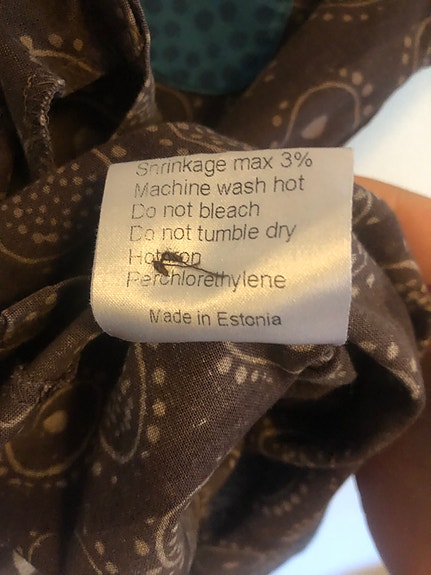 Shrinkage max 3%
Machine wash hot
Do not bleach
Do not tumble dry
Hot iron
Perchlorethylene
Made in Estonia